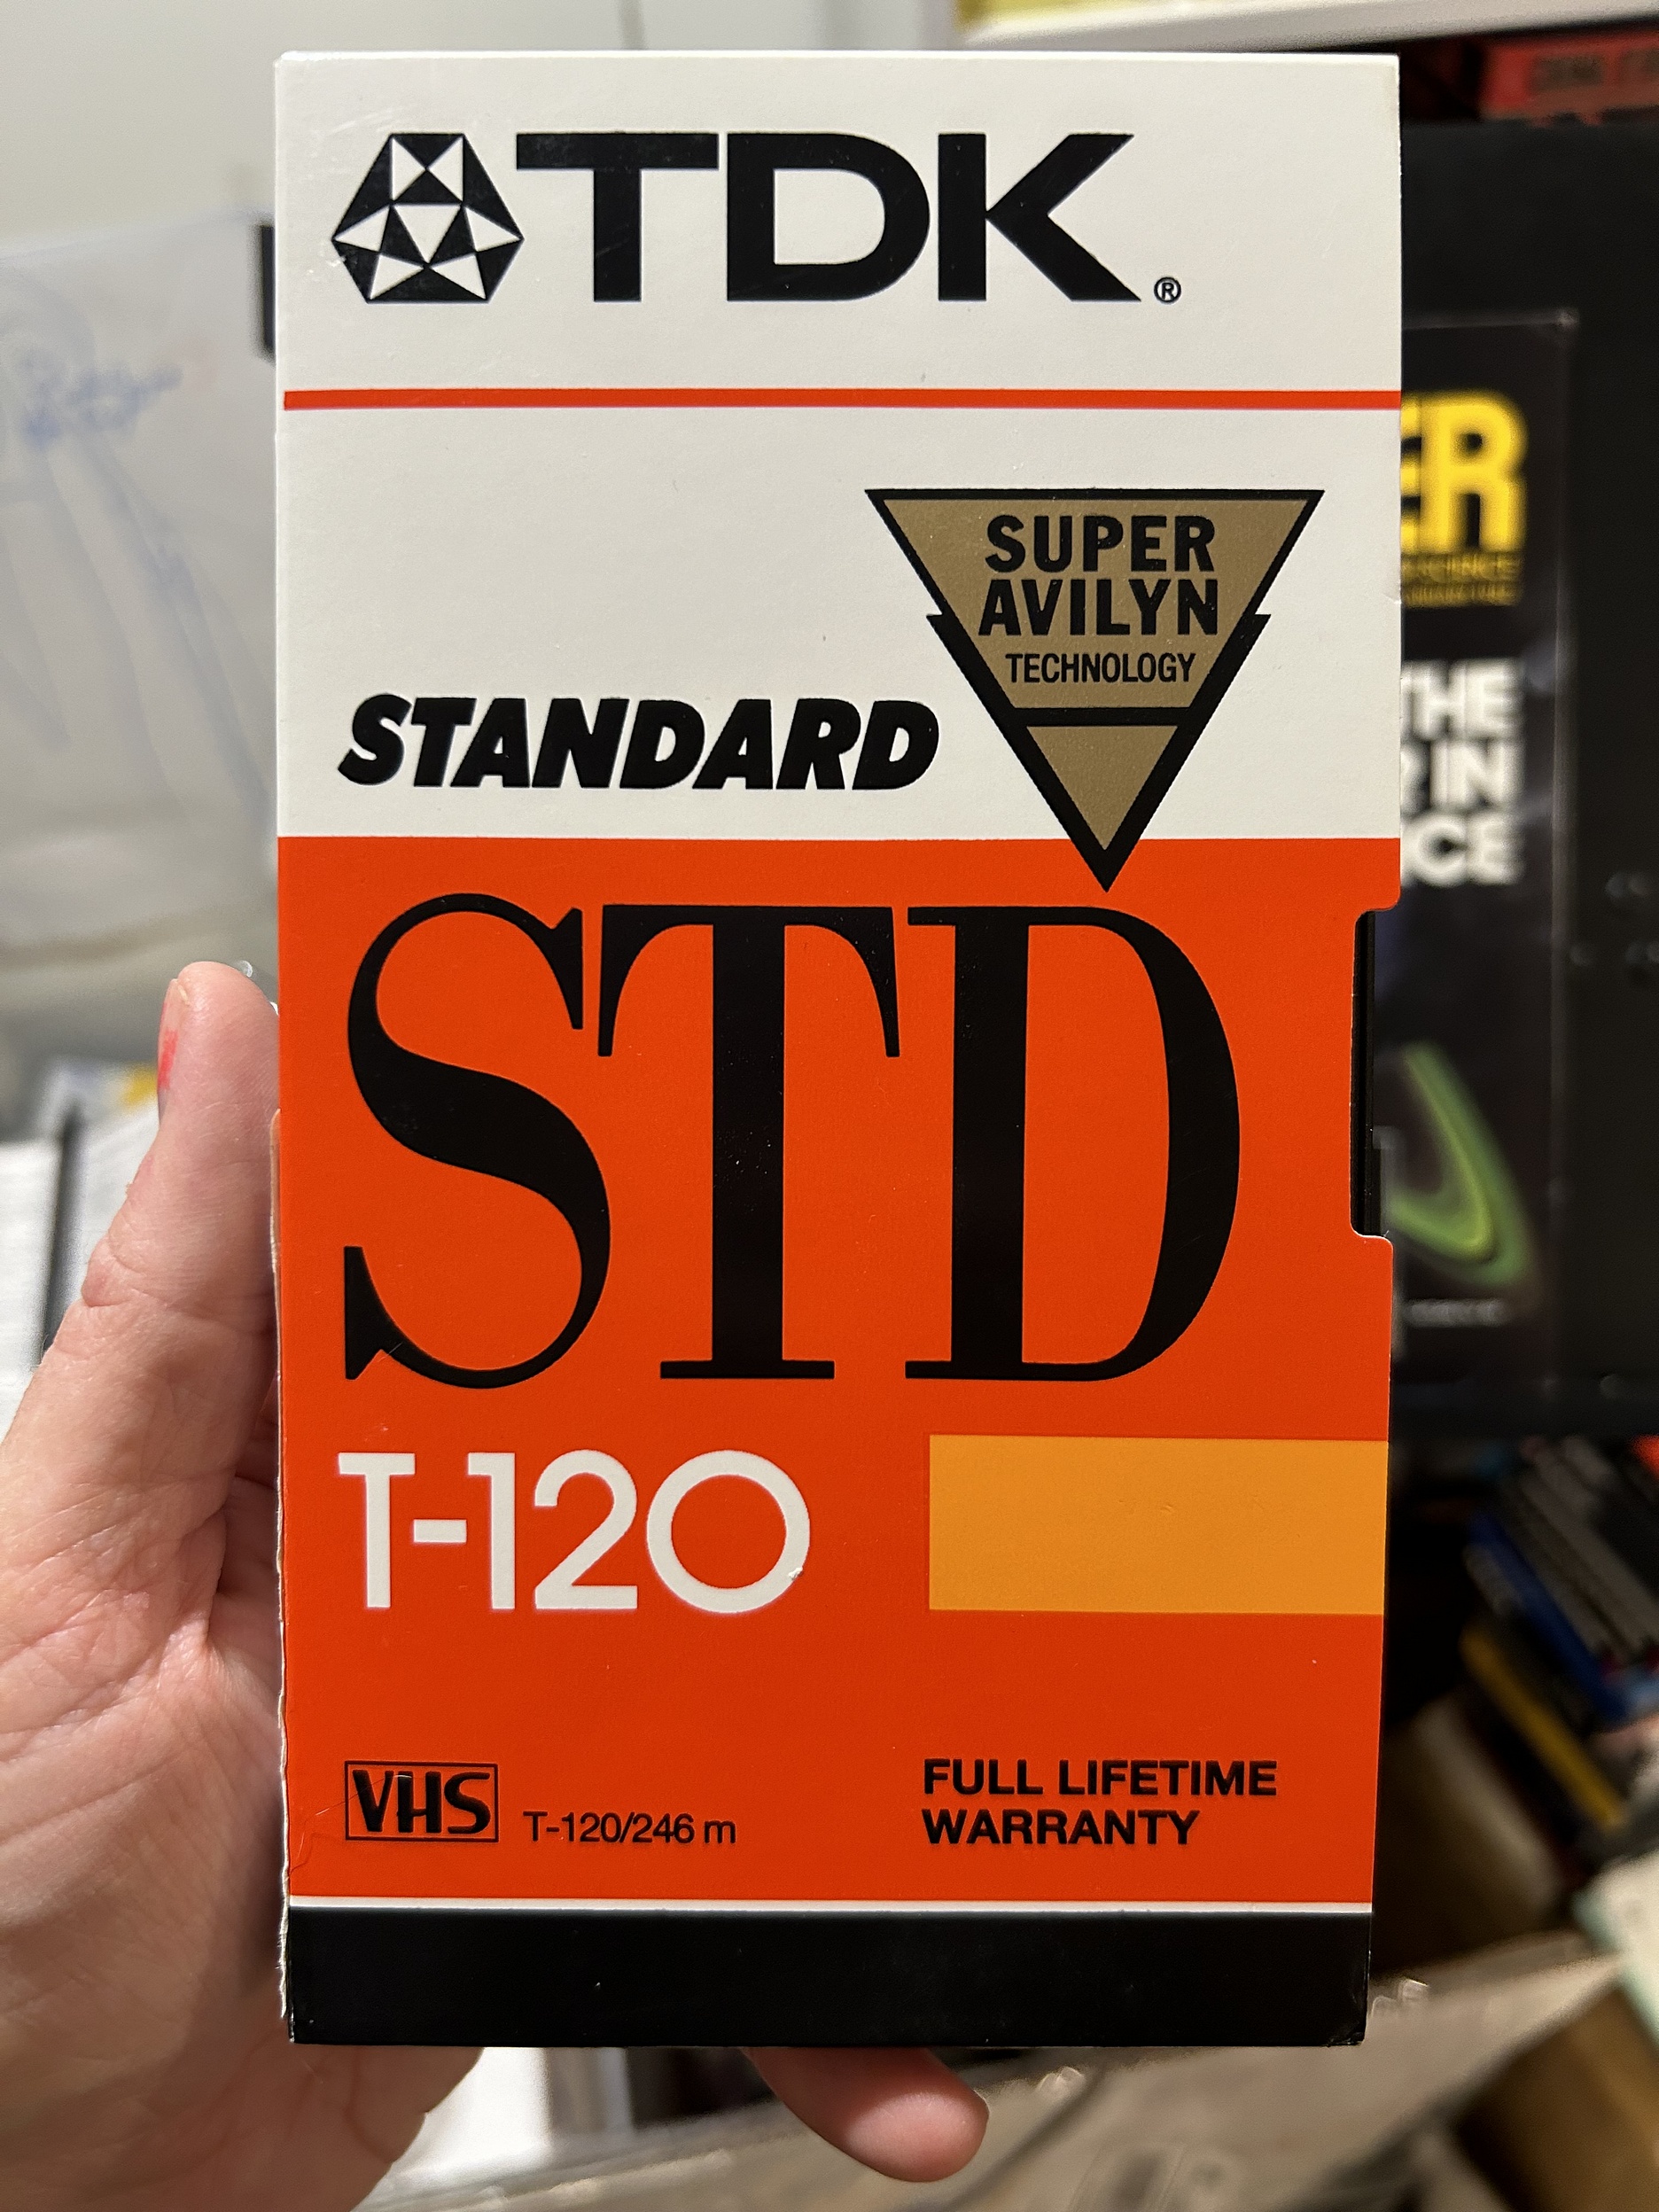 TDK®
SUPER
AVILYN
TECHNOLOGY
STANDARD
STD
T-120
VHS
T-120/246 m
FULL LIFETIME
WARRANTY